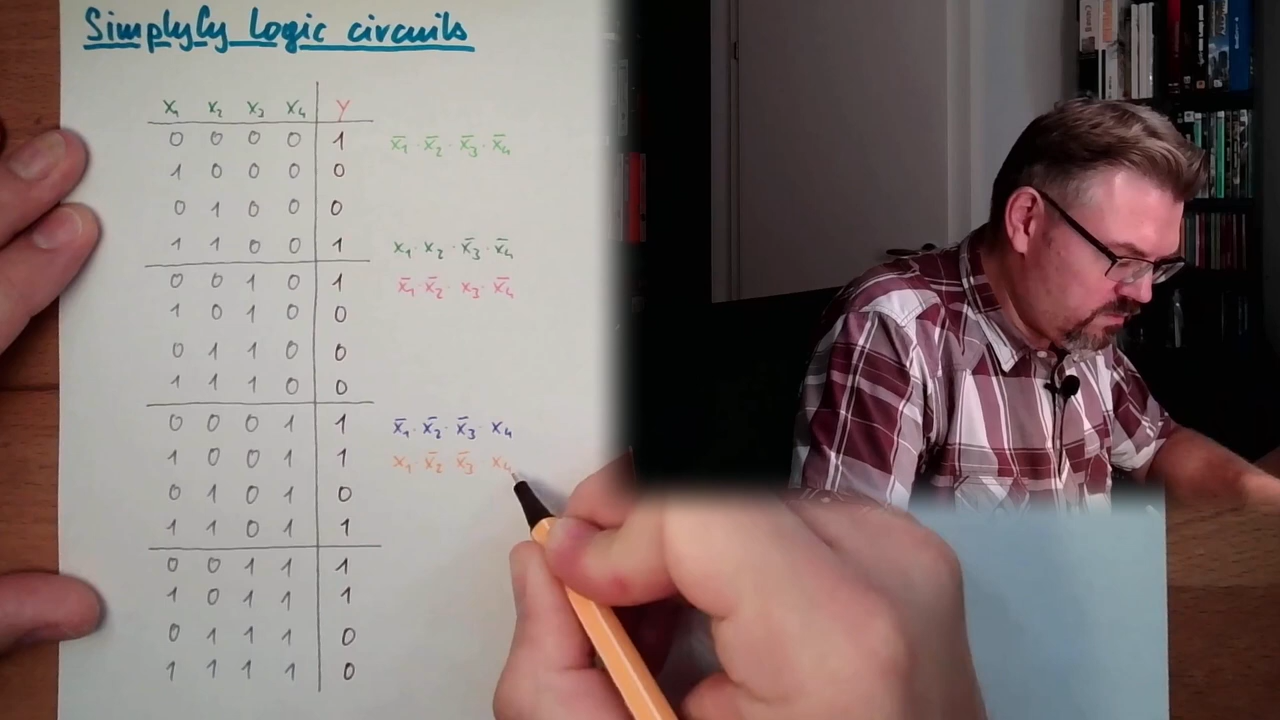 Simplyfy Logic circuits
x₁ x₂ x₃ x₄ y
0 0 0 0 1 x̄₁ · x̄₂ · x̄₃ · x̄₄
1 0 0 0 0
0 1 0 0 0
1 1 0 0 1 x₁ · x₂ · x̄₃ · x̄₄
0 0 1 0 1 x̄₁ · x̄₂ · x₃ · x̄₄
1 0 1 0 0
0 1 1 0 0
1 1 1 0 0
0 0 0 1 1 x̄₁ · x̄₂ · x̄₃ · x₄
1 0 0 1 1 x₁ · x̄₂ · x̄₃ x₄
0 1 0 1 0
1 1 0 1 1
0 0 1 1 1
1 0 1 1 1
0 1 1 1 0
1 1 1 1 0